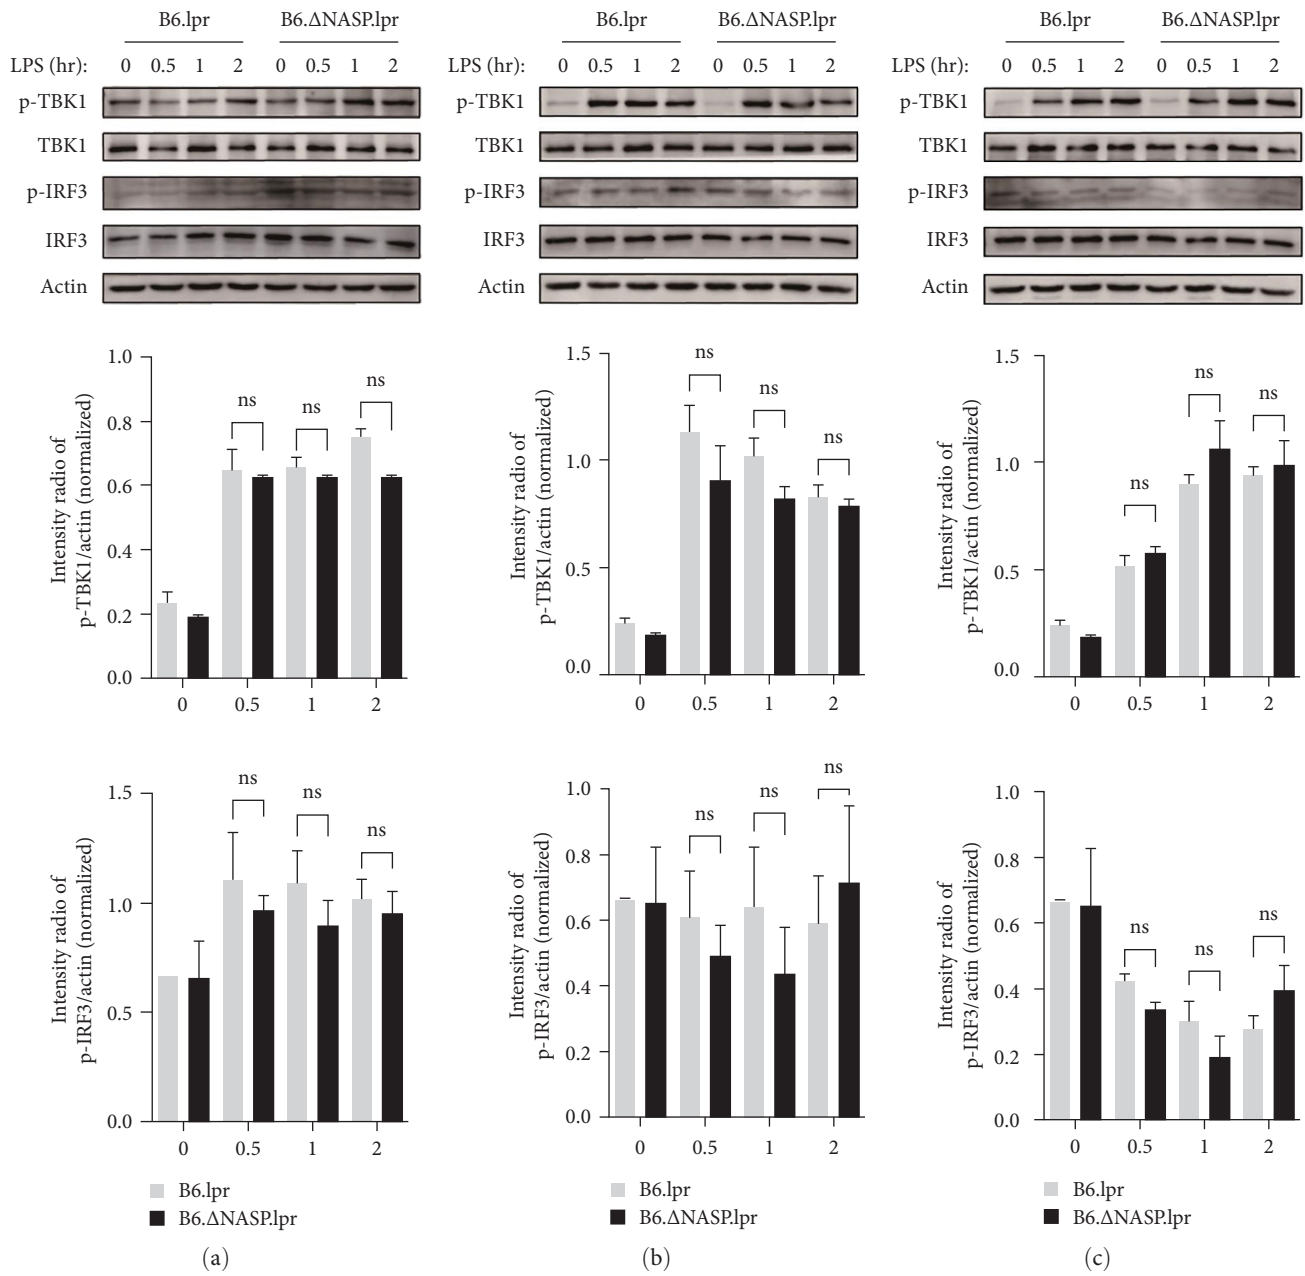 B6.lpr B6.ΔNASP.lpr
LPS (hr): 0 0.5 1 2 0 0.5 1 2
p-TBK1
TBK1
p-IRF3
IRF3
Actin
1.0
0.8
0.6
0.4
0.2
0.0
Intensity radio of
p-TBK1/actin (normalized)
ns
ns
ns
0 0.5 1 2
1.5
1.0
0.5
0.0
Intensity radio of
p-IRF3/actin (normalized)
ns
ns
ns
0 0.5 1 2
B6.lpr
B6.ΔNASP.lpr
(a)
B6.lpr B6.ΔNASP.lpr
LPS (hr): 0 0.5 1 2 0 0.5 1 2
p-TBK1
TBK1
p-IRF3
IRF3
Actin
1.5
1.0
0.5
0.0
Intensity radio of
p-TBK1/actin (normalized)
ns
ns
ns
0 0.5 1 2
1.0
0.8
0.6
0.4
0.2
0.0
Intensity radio of
p-IRF3/actin (normalized)
ns
ns
ns
0 0.5 1 2
B6.lpr
B6.ΔNASP.lpr
(b)
B6.lpr B6.ΔNASP.lpr
LPS (hr): 0 0.5 1 2 0 0.5 1 2
p-TBK1
TBK1
p-IRF3
IRF3
Actin
1.5
1.0
0.5
0.0
Intensity radio of
p-TBK1/actin (normalized)
ns
ns
ns
0 0.5 1 2
1.0
0.8
0.6
0.4
0.2
0.0
Intensity radio of
p-IRF3/actin (normalized)
ns
ns
ns
0 0.5 1 2
B6.lpr
B6.ΔNASP.lpr
(c)